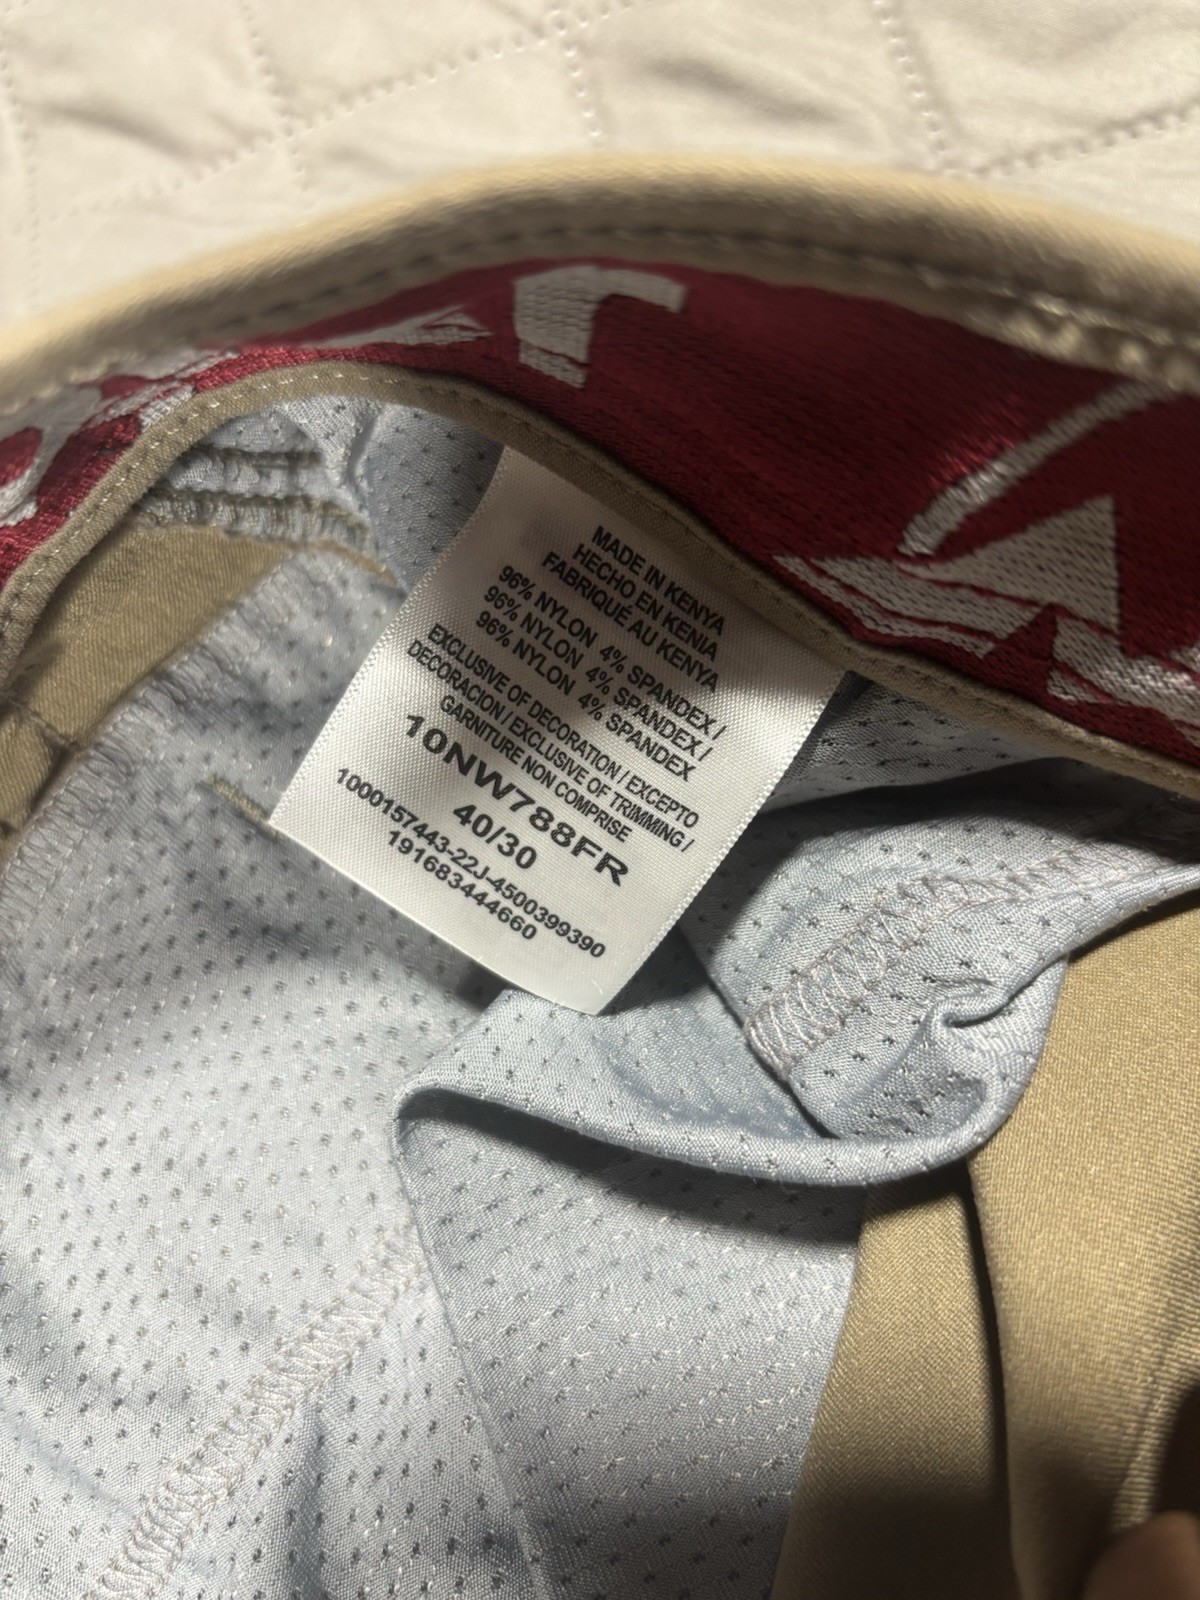 MADE IN KENYA
HECHO EN KENIA
FABRIQUÉ AU KENYA
96% NYLON 4% SPANDEX /
96% NYLON 4% SPANDEX /
96% NYLON 4% SPANDEX
EXCLUSIVE OF DECORATION / EXCEPTO
DECORACION / EXCLUSIVE OF TRIMMING /
GARNITURE NON COMPRISE
10NW788FR
40/30
1000157443-22J-4500399390
191683444660